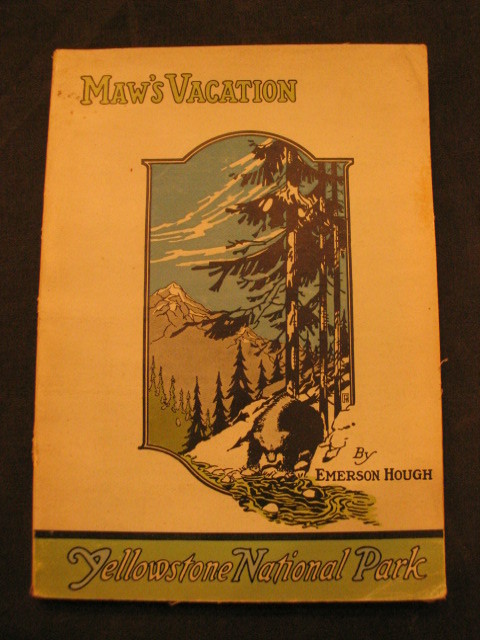 MAW'S VACATION
By
EMERSON HOUGH
Yellowstone National Park